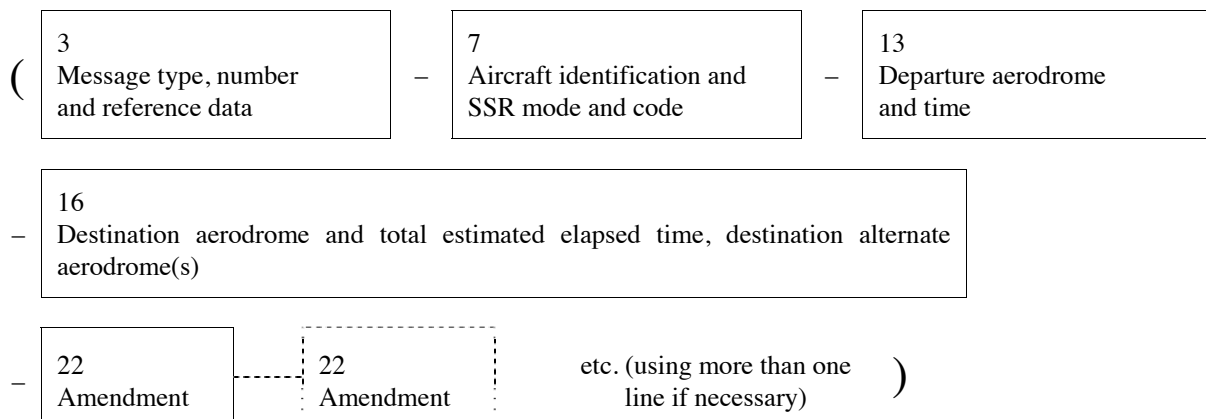 ( 3 7 13
Message type, number – Aircraft identification and – Departure aerodrome
and reference data SSR mode and code and time
16
– Destination aerodrome and total estimated elapsed time, destination alternate
aerodrome(s)
22 22 etc. (using more than one )
– Amendment Amendment line if necessary)